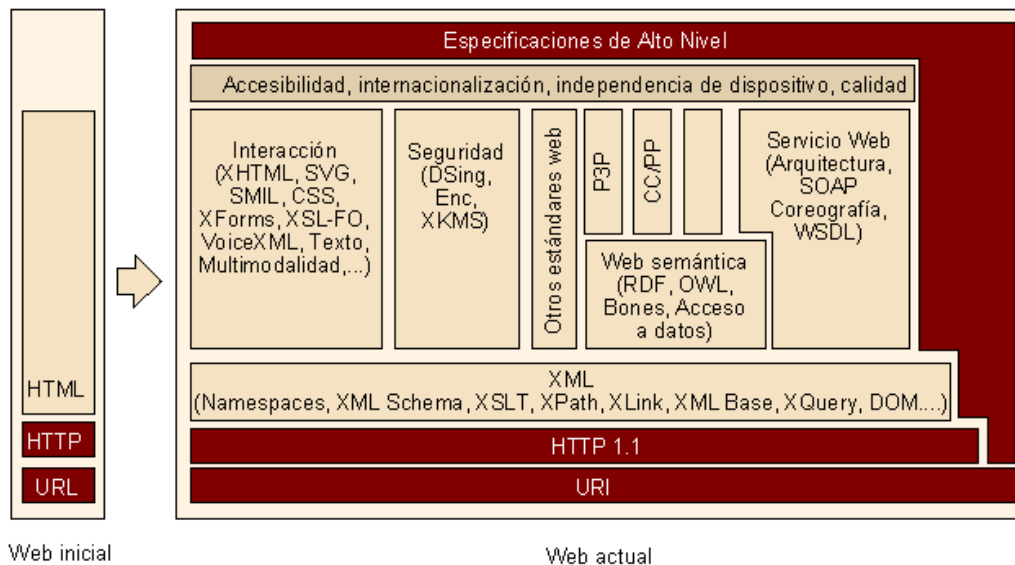 Especificaciones de Alto Nivel
Accesibilidad, internacionalización, independencia de dispositivo, calidad
Interacción
(XHTML, SVG,
SMIL, CSS,
XForms, XSL-FO,
VoiceXML, Texto,
Multimodalidad,...)
Seguridad
(DSing,
Enc,
XKMS)
Otros estándares web
P3P
CC/PP
Servicio Web
(Arquitectura,
SOAP
Coreografía,
WSDL)
Web semántica
(RDF, OWL,
Bones, Acceso
a datos)
XML
(Namespaces, XML Schema, XSLT, XPath, XLink, XML Base, XQuery, DOM....)
HTTP 1.1
URI
HTML
HTTP
URL
Web inicial
Web actual